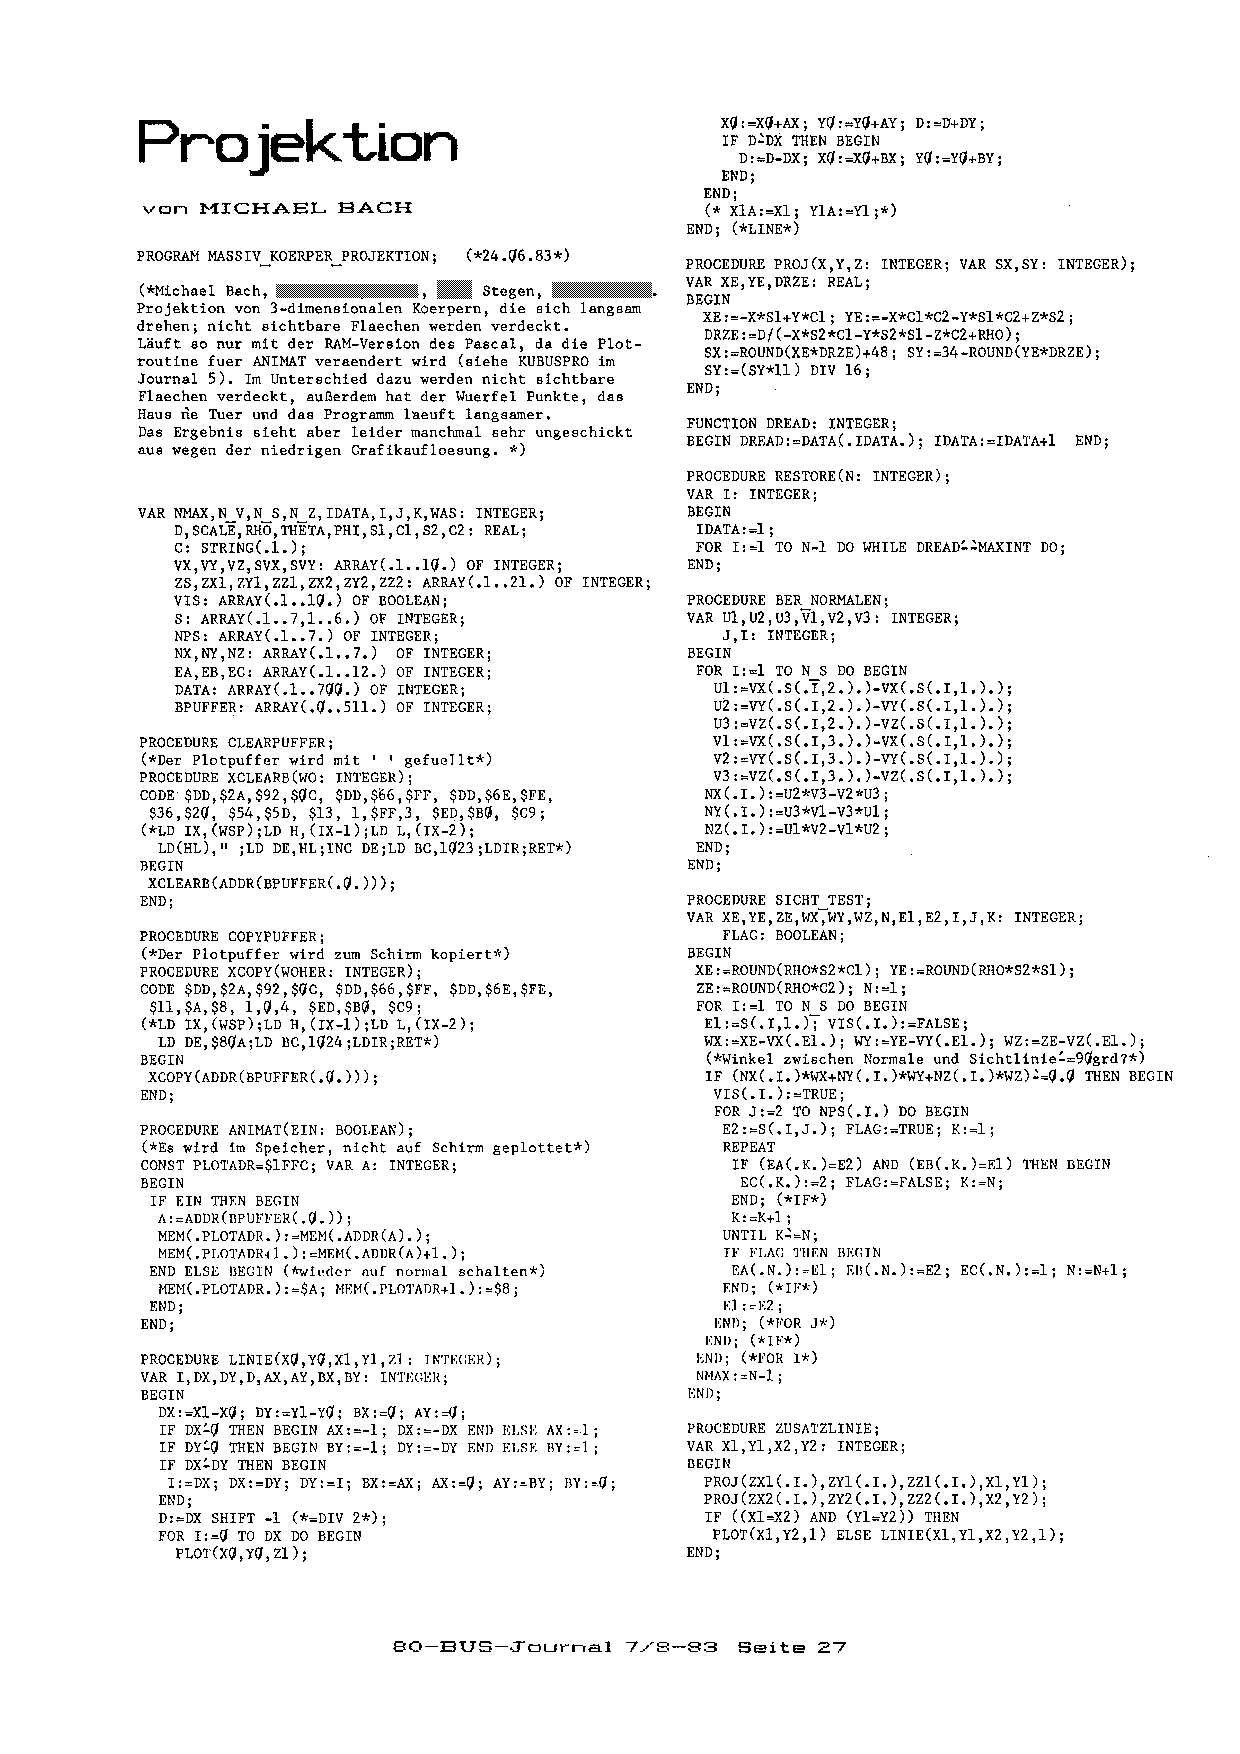 Projektion
von MICHAEL BACH
PROGRAM MASSIV_KOERPER_PROJEKTION;   (*24.06.83*)
(*Michael Bach, , Stegen, .
Projektion von 3-dimensionalen Koerpern, die sich langsam
drehen; nicht sichtbare Flaechen werden verdeckt.
Läuft so nur mit der RAM-Version des Pascal, da die Plot-
routine fuer ANIMAT veraendert wird (siehe KUBUSPRO im
Journal 5). Im Unterschied dazu werden nicht sichtbare
Flaechen verdeckt, außerdem hat der Wuerfel Punkte, das
Haus ne Tuer und das Programm laeuft langsamer.
Das Ergebnis sieht aber leider manchmal sehr ungeschickt
aus wegen der niedrigen Grafikaufloesung. *)
VAR NMAX,N_V,N_S,N_Z,IDATA,I,J,K,WAS: INTEGER;
D,SCALE,RHO,THETA,PHI,S1,C1,S2,C2: REAL;
C: STRING(.1.);
VX,VY,VZ,SVX,SVY: ARRAY(.1..10.) OF INTEGER;
ZS,ZX1,ZY1,ZZ1,ZX2,ZY2,ZZ2: ARRAY(.1..21.) OF INTEGER;
VIS: ARRAY(.1..10.) OF BOOLEAN;
S: ARRAY(.1..7,1..6.) OF INTEGER;
NPS: ARRAY(.1..7.) OF INTEGER;
NX,NY,NZ: ARRAY(.1..7.)  OF INTEGER;
EA,EB,EC: ARRAY(.1..12.) OF INTEGER;
DATA: ARRAY(.1..700.) OF INTEGER;
BPUFFER: ARRAY(.0..511.) OF INTEGER;
PROCEDURE CLEARPUFFER;
(*Der Plotpuffer wird mit ' ' gefuellt*)
PROCEDURE XCLEARB(WO: INTEGER);
CODE $DD,$2A,$92,$0C, $DD,$66,$FF, $DD,$6E,$FE,
$36,$20, $54,$5D, $13, 1,$FF,3, $ED,$B0, $C9;
(*LD IX,(WSP);LD H,(IX-1);LD L,(IX-2);
LD(HL)," ;LD DE,HL;INC DE;LD BC,1023;LDIR;RET*)
BEGIN
XCLEARB(ADDR(BPUFFER(.0.)));
END;
PROCEDURE COPYPUFFER;
(*Der Plotpuffer wird zum Schirm kopiert*)
PROCEDURE XCOPY(WOHER: INTEGER);
CODE $DD,$2A,$92,$0C, $DD,$66,$FF, $DD,$6E,$FE,
$11,$A,$8, 1,0,4, $ED,$B0, $C9;
(*LD IX,(WSP);LD H,(IX-1);LD L,(IX-2);
LD DE,$80A;LD BC,1024;LDIR;RET*)
BEGIN
XCOPY(ADDR(BPUFFER(.0.)));
END;
PROCEDURE ANIMAT(EIN: BOOLEAN);
(*Es wird im Speicher, nicht auf Schirm geplottet*)
CONST PLOTADR=$1FFC; VAR A: INTEGER;
BEGIN
IF EIN THEN BEGIN
A:=ADDR(BPUFFER(.0.));
MEM(.PLOTADR.):=MEM(.ADDR(A).);
MEM(.PLOTADR+1.):=MEM(.ADDR(A)+1.);
END ELSE BEGIN (*wieder auf normal schalten*)
MEM(.PLOTADR.):=$A; MEM(.PLOTADR+1.):=$8;
END;
END;
PROCEDURE LINIE(X0,Y0,X1,Y1,Z1: INTEGER);
VAR I,DX,DY,D,AX,AY,BX,BY: INTEGER;
BEGIN
DX:=X1-X0; DY:=Y1-Y0; BX:=0; AY:=0;
IF DX^0 THEN BEGIN AX:=-1; DX:=-DX END ELSE AX:=1;
IF DY^0 THEN BEGIN BY:=-1; DY:=-DY END ELSE BY:=1;
IF DX^DY THEN BEGIN
I:=DX; DX:=DY; DY:=I; BX:=AX; AX:=0; AY:=BY; BY:=0;
END;
D:=DX SHIFT -1 (*=DIV 2*);
FOR I:=0 TO DX DO BEGIN
PLOT(X0,Y0,Z1);
X0:=X0+AX; Y0:=Y0+AY; D:=D+DY;
IF D^DX THEN BEGIN
D:=D-DX; X0:=X0+BX; Y0:=Y0+BY;
END;
END;
(* X1A:=X1; Y1A:=Y1;*)
END; (*LINE*)
PROCEDURE PROJ(X,Y,Z: INTEGER; VAR SX,SY: INTEGER);
VAR XE,YE,DRZE: REAL;
BEGIN
XE:=-X*S1+Y*C1; YE:=-X*C1*C2-Y*S1*C2+Z*S2;
DRZE:=D/(-X*S2*C1-Y*S2*S1-Z*C2+RHO);
SX:=ROUND(XE*DRZE)+48; SY:=34-ROUND(YE*DRZE);
SY:=(SY*11) DIV 16;
END;
FUNCTION DREAD: INTEGER;
BEGIN DREAD:=DATA(.IDATA.); IDATA:=IDATA+1  END;
PROCEDURE RESTORE(N: INTEGER);
VAR I: INTEGER;
BEGIN
IDATA:=1;
FOR I:=1 TO N-1 DO WHILE DREAD^^MAXINT DO;
END;
PROCEDURE BER_NORMALEN;
VAR U1,U2,U3,V1,V2,V3: INTEGER;
J,I: INTEGER;
BEGIN
FOR I:=1 TO N_S DO BEGIN
U1:=VX(.S(.I,2.).)-VX(.S(.I,1.).);
U2:=VY(.S(.I,2.).)-VY(.S(.I,1.).);
U3:=VZ(.S(.I,2.).)-VZ(.S(.I,1.).);
V1:=VX(.S(.I,3.).)-VX(.S(.I,1.).);
V2:=VY(.S(.I,3.).)-VY(.S(.I,1.).);
V3:=VZ(.S(.I,3.).)-VZ(.S(.I,1.).);
NX(.I.):=U2*V3-V2*U3;
NY(.I.):=U3*V1-V3*U1;
NZ(.I.):=U1*V2-V1*U2;
END;
END;
PROCEDURE SICHT_TEST;
VAR XE,YE,ZE,WX,WY,WZ,N,E1,E2,I,J,K: INTEGER;
FLAG: BOOLEAN;
BEGIN
XE:=ROUND(RHO*S2*C1); YE:=ROUND(RHO*S2*S1);
ZE:=ROUND(RHO*C2); N:=1;
FOR I:=1 TO N_S DO BEGIN
E1:=S(.I,1.); VIS(.I.):=FALSE;
WX:=XE-VX(.E1.); WY:=YE-VY(.E1.); WZ:=ZE-VZ(.E1.);
(*Winkel zwischen Normale und Sichtlinie^=90grd?*)
IF (NX(.I.)*WX+NY(.I.)*WY+NZ(.I.)*WZ)^=0.0 THEN BEGIN
VIS(.I.):=TRUE;
FOR J:=2 TO NPS(.I.) DO BEGIN
E2:=S(.I,J.); FLAG:=TRUE; K:=1;
REPEAT
IF (EA(.K.)=E2) AND (EB(.K.)=E1) THEN BEGIN
EC(.K.):=2; FLAG:=FALSE; K:=N;
END; (*IF*)
K:=K+1;
UNTIL K^=N;
IF FLAG THEN BEGIN
EA(.N.):=E1; EB(.N.):=E2; EC(.N.):=1; N:=N+1;
END; (*IF*)
E1:=E2;
END; (*FOR J*)
END; (*IF*)
END; (*FOR I*)
NMAX:=N-1;
END;
PROCEDURE ZUSATZLINIE;
VAR X1,Y1,X2,Y2: INTEGER;
BEGIN
PROJ(ZX1(.I.),ZY1(.I.),ZZ1(.I.),X1,Y1);
PROJ(ZX2(.I.),ZY2(.I.),ZZ2(.I.),X2,Y2);
IF ((X1=X2) AND (Y1=Y2)) THEN
PLOT(X1,Y2,1) ELSE LINIE(X1,Y1,X2,Y2,1);
END;
80-BUS-Journal 7/8-83  Seite 27